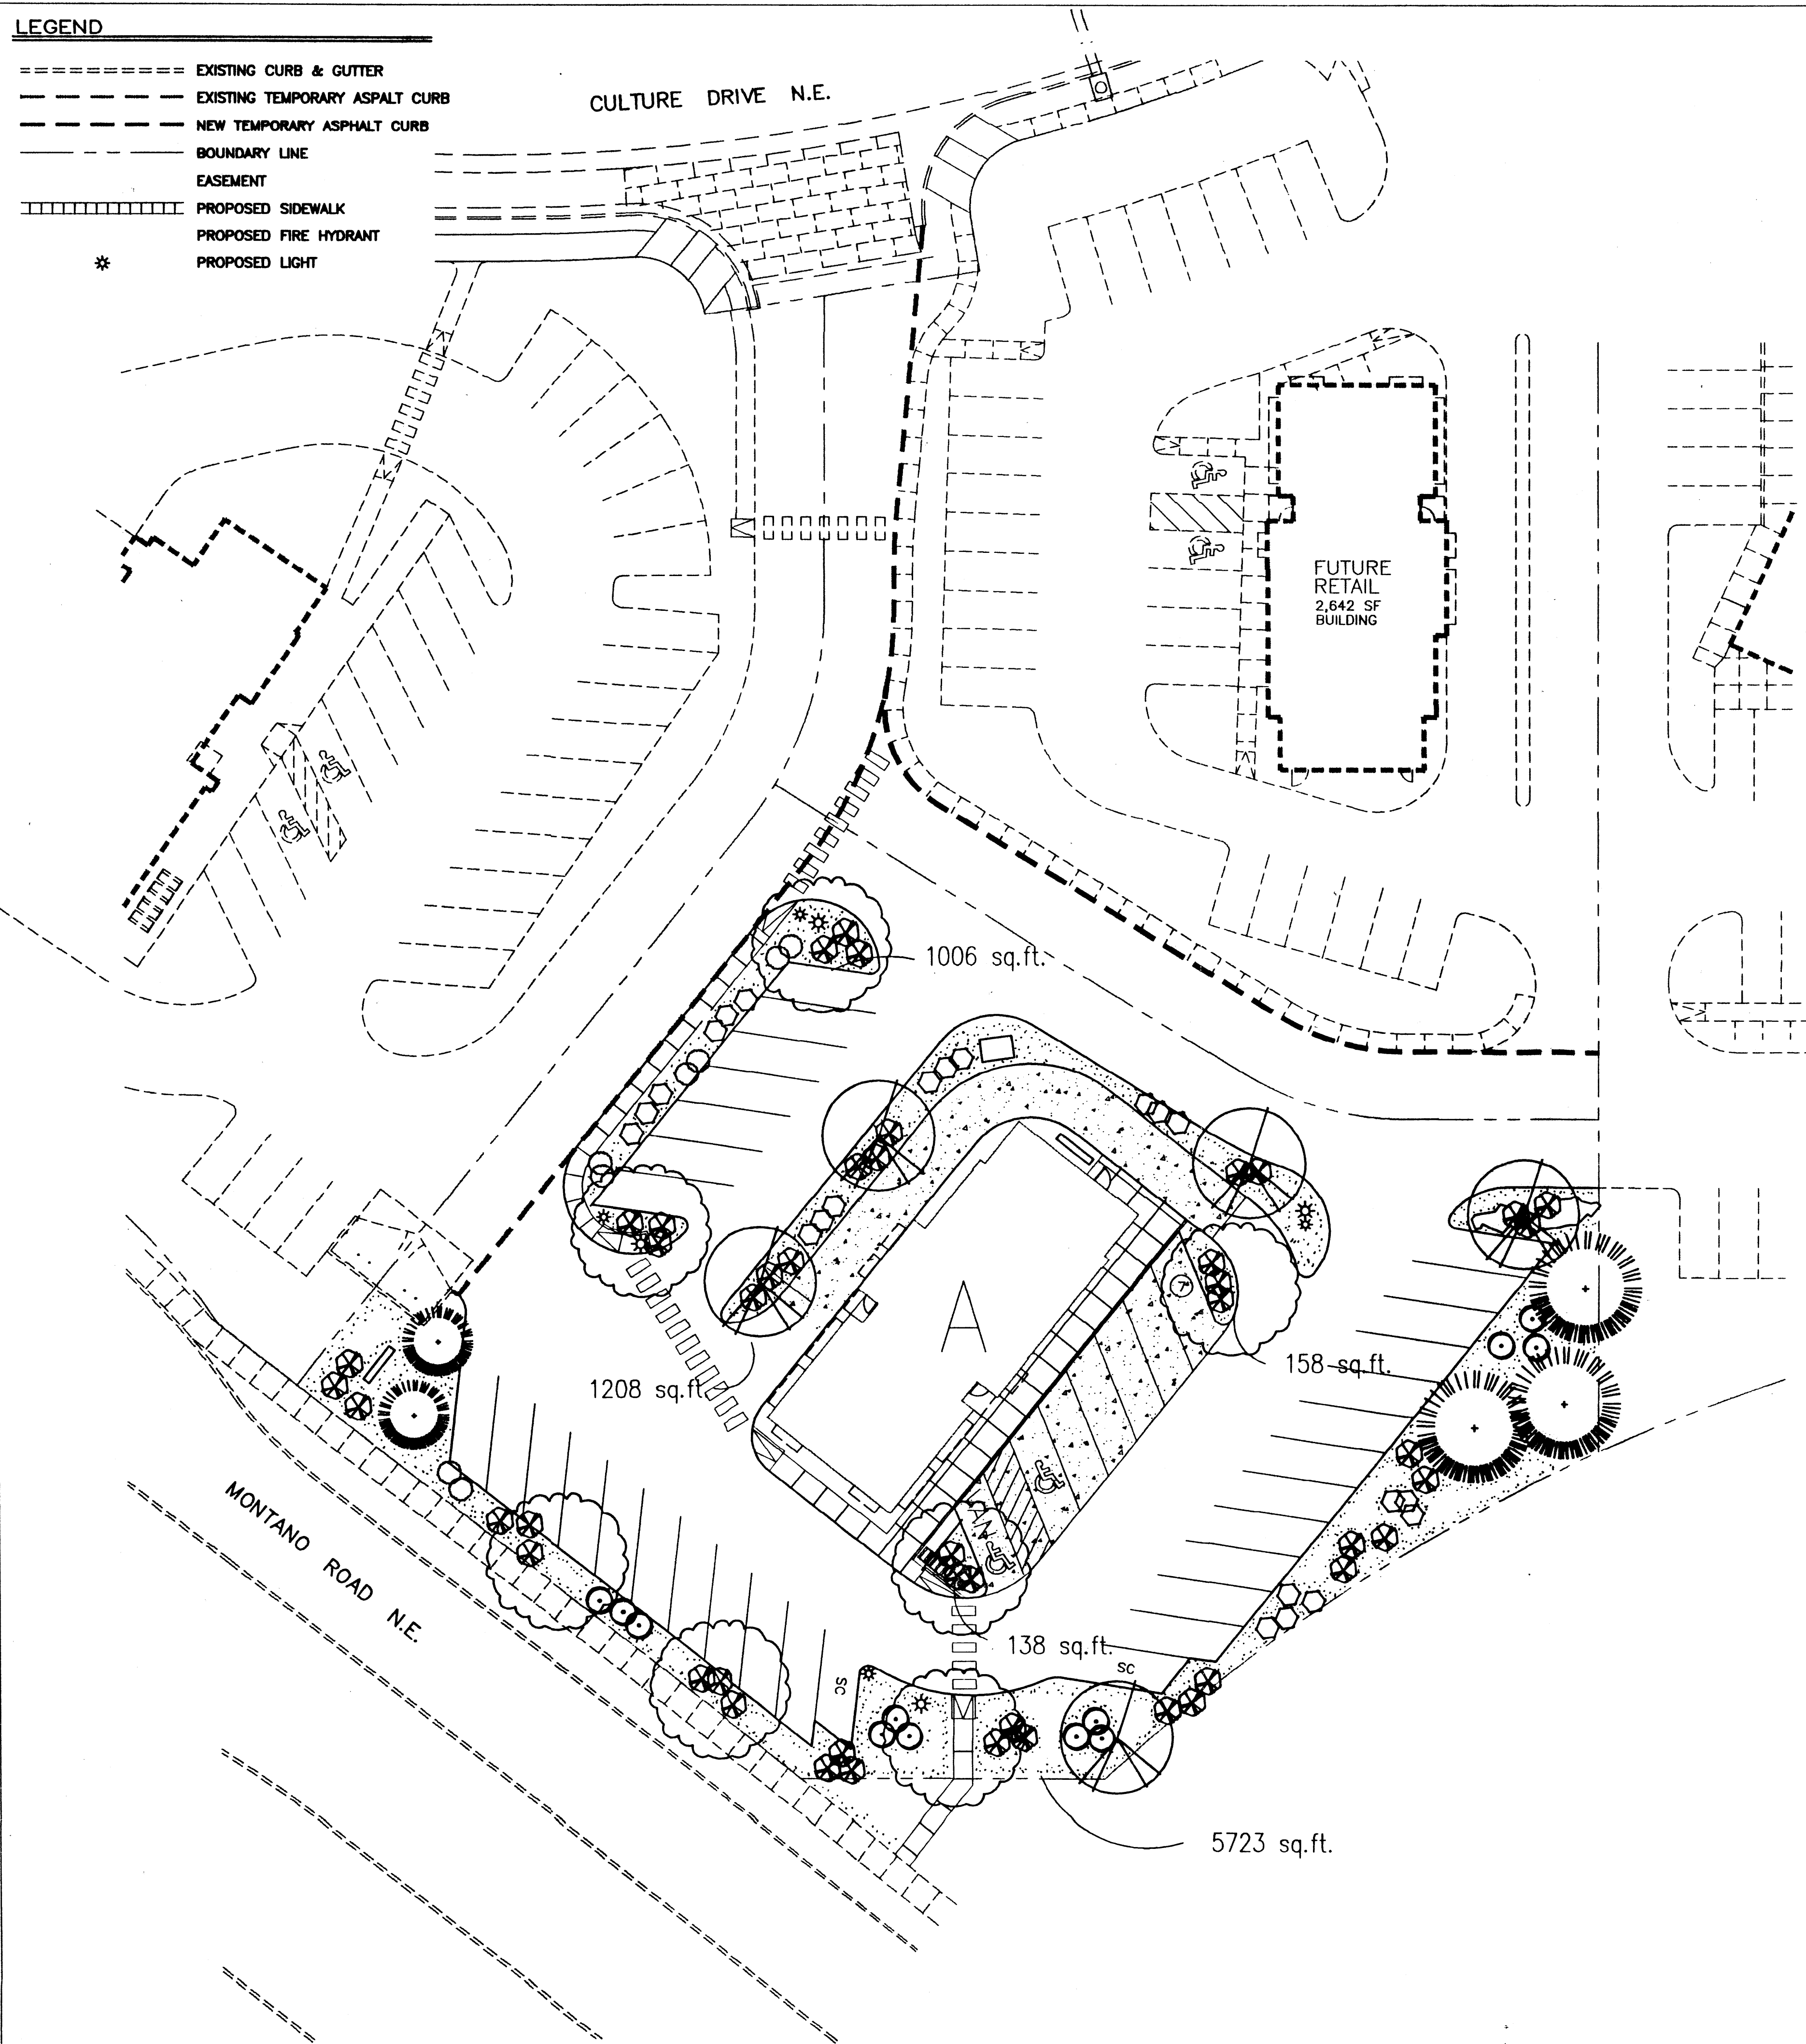 LEGEND
EXISTING CURB & GUTTER
EXISTING TEMPORARY ASPALT CURB
NEW TEMPORARY ASPHALT CURB
BOUNDARY LINE
EASEMENT
PROPOSED SIDEWALK
PROPOSED FIRE HYDRANT
PROPOSED LIGHT
CULTURE DRIVE N.E.
FUTURE
RETAIL
2,642 SF
BUILDING
1006 sq.ft.
A
158 sq.ft.
1208 sq.ft.
VAN
MONTANO ROAD N.E.
138 sq.ft.
SC
SC
5723 sq.ft.